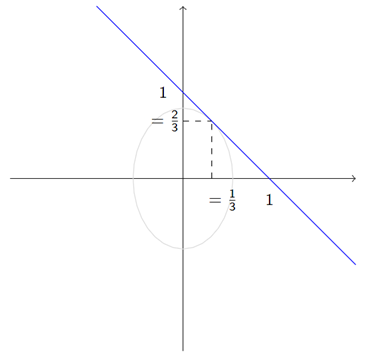 1
= 2/3
= 1/3
1